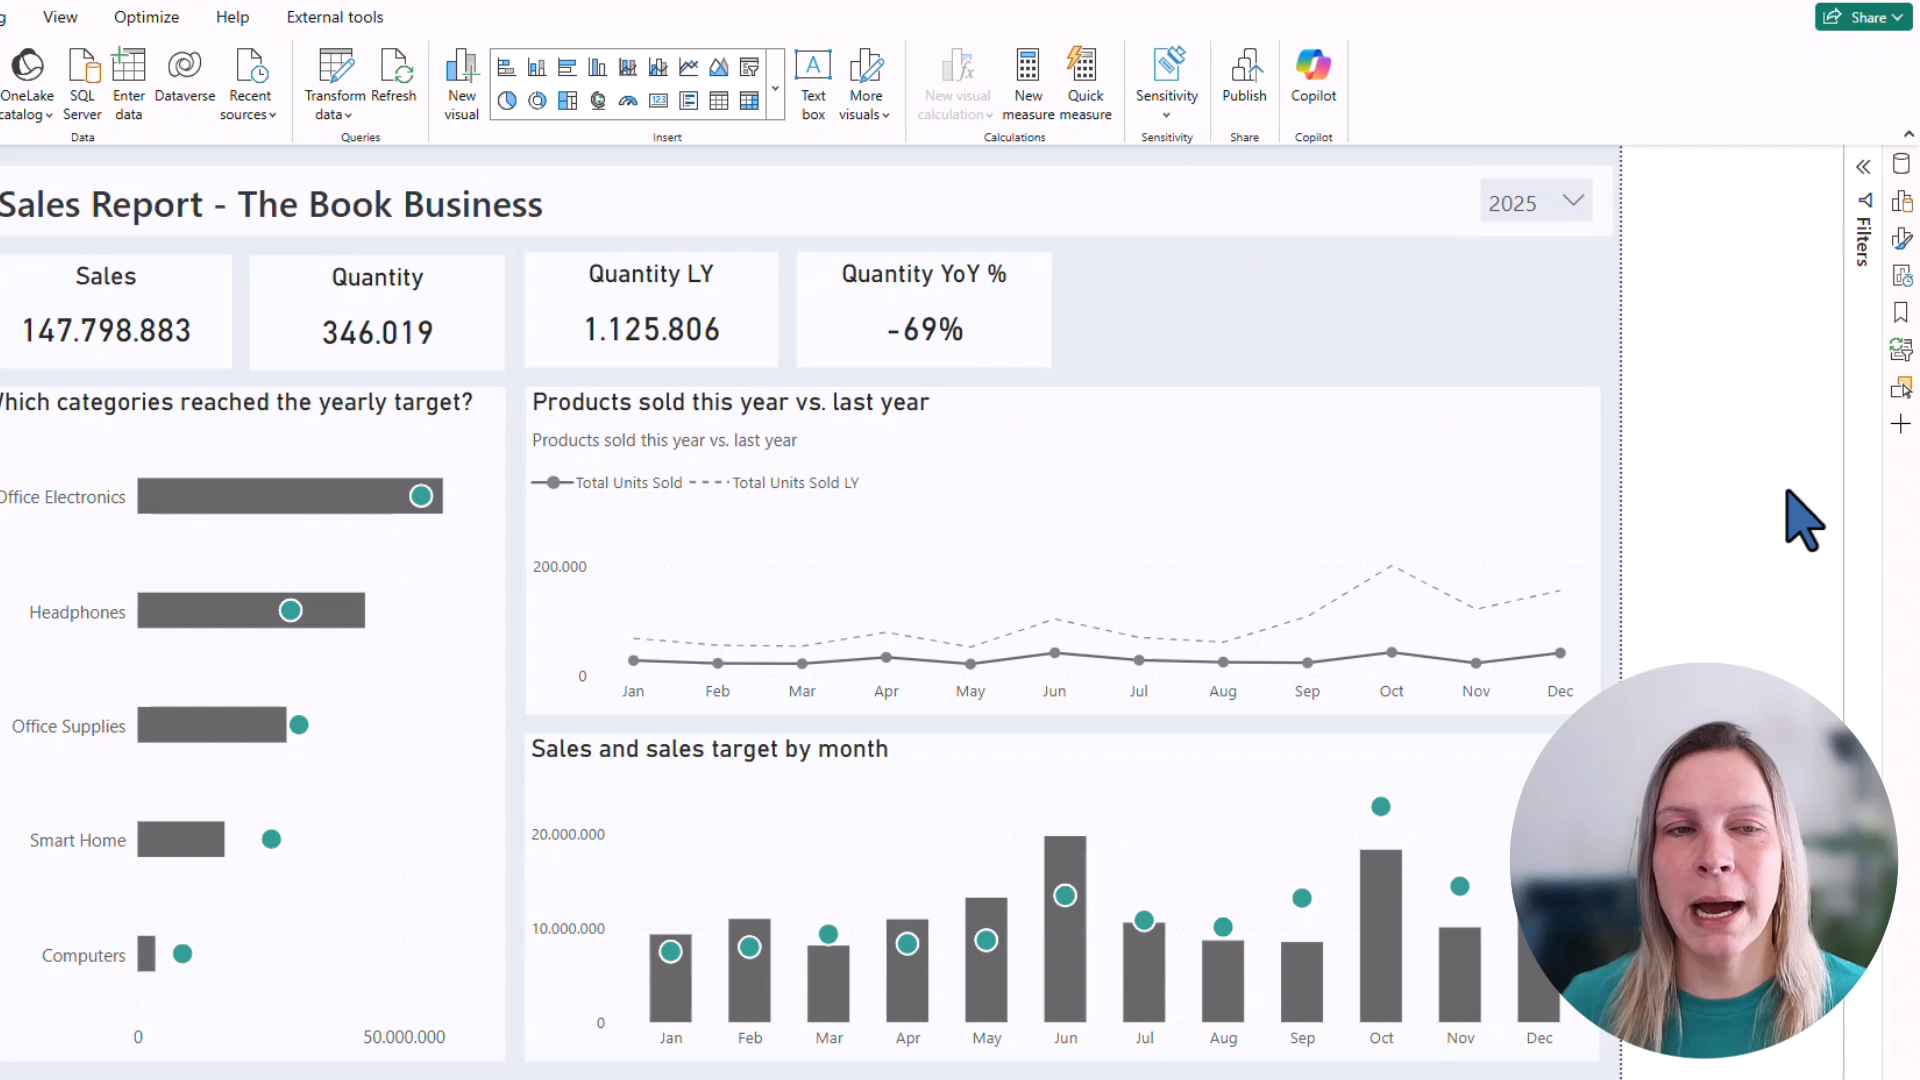 g View Optimize Help External tools
Share
OneLake catalog
SQL Server
Enter data
Dataverse
Recent sources
Transform data
Refresh
New visual
123
A
Text box
More visuals
fx
New visual calculation
New measure
Quick measure
Sensitivity
Publish
Copilot
Data
Queries
Insert
Calculations
Sensitivity
Share
Copilot
Sales Report - The Book Business
2025
Filters
Sales
147.798.883
Quantity
346.019
Quantity LY
1.125.806
Quantity YoY %
-69%
Which categories reached the yearly target?
Office Electronics
Headphones
Office Supplies
Smart Home
Computers
0 50.000.000
Products sold this year vs. last year
Products sold this year vs. last year
Total Units Sold Total Units Sold LY
200.000
0
Jan Feb Mar Apr May Jun Jul Aug Sep Oct Nov Dec
Sales and sales target by month
20.000.000
10.000.000
0
Jan Feb Mar Apr May Jun Jul Aug Sep Oct Nov Dec